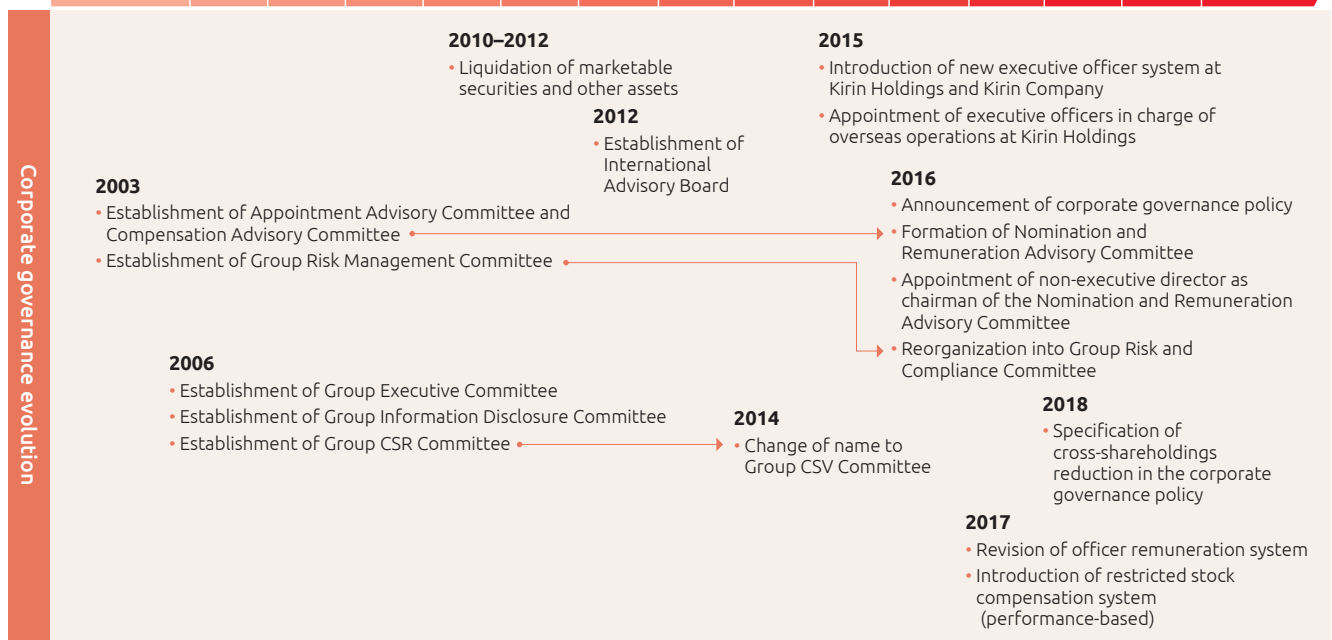 Corporate governance evolution
2003
• Establishment of Appointment Advisory Committee and
Compensation Advisory Committee
• Establishment of Group Risk Management Committee
2006
• Establishment of Group Executive Committee
• Establishment of Group Information Disclosure Committee
• Establishment of Group CSR Committee
2010–2012
• Liquidation of marketable
securities and other assets
2012
• Establishment of
International
Advisory Board
2014
• Change of name to
Group CSV Committee
2015
• Introduction of new executive officer system at
Kirin Holdings and Kirin Company
• Appointment of executive officers in charge of
overseas operations at Kirin Holdings
2016
• Announcement of corporate governance policy
• Formation of Nomination and
Remuneration Advisory Committee
• Appointment of non-executive director as
chairman of the Nomination and Remuneration
Advisory Committee
• Reorganization into Group Risk and
Compliance Committee
2018
• Specification of
cross-shareholdings
reduction in the corporate
governance policy
2017
• Revision of officer remuneration system
• Introduction of restricted stock
compensation system
(performance-based)